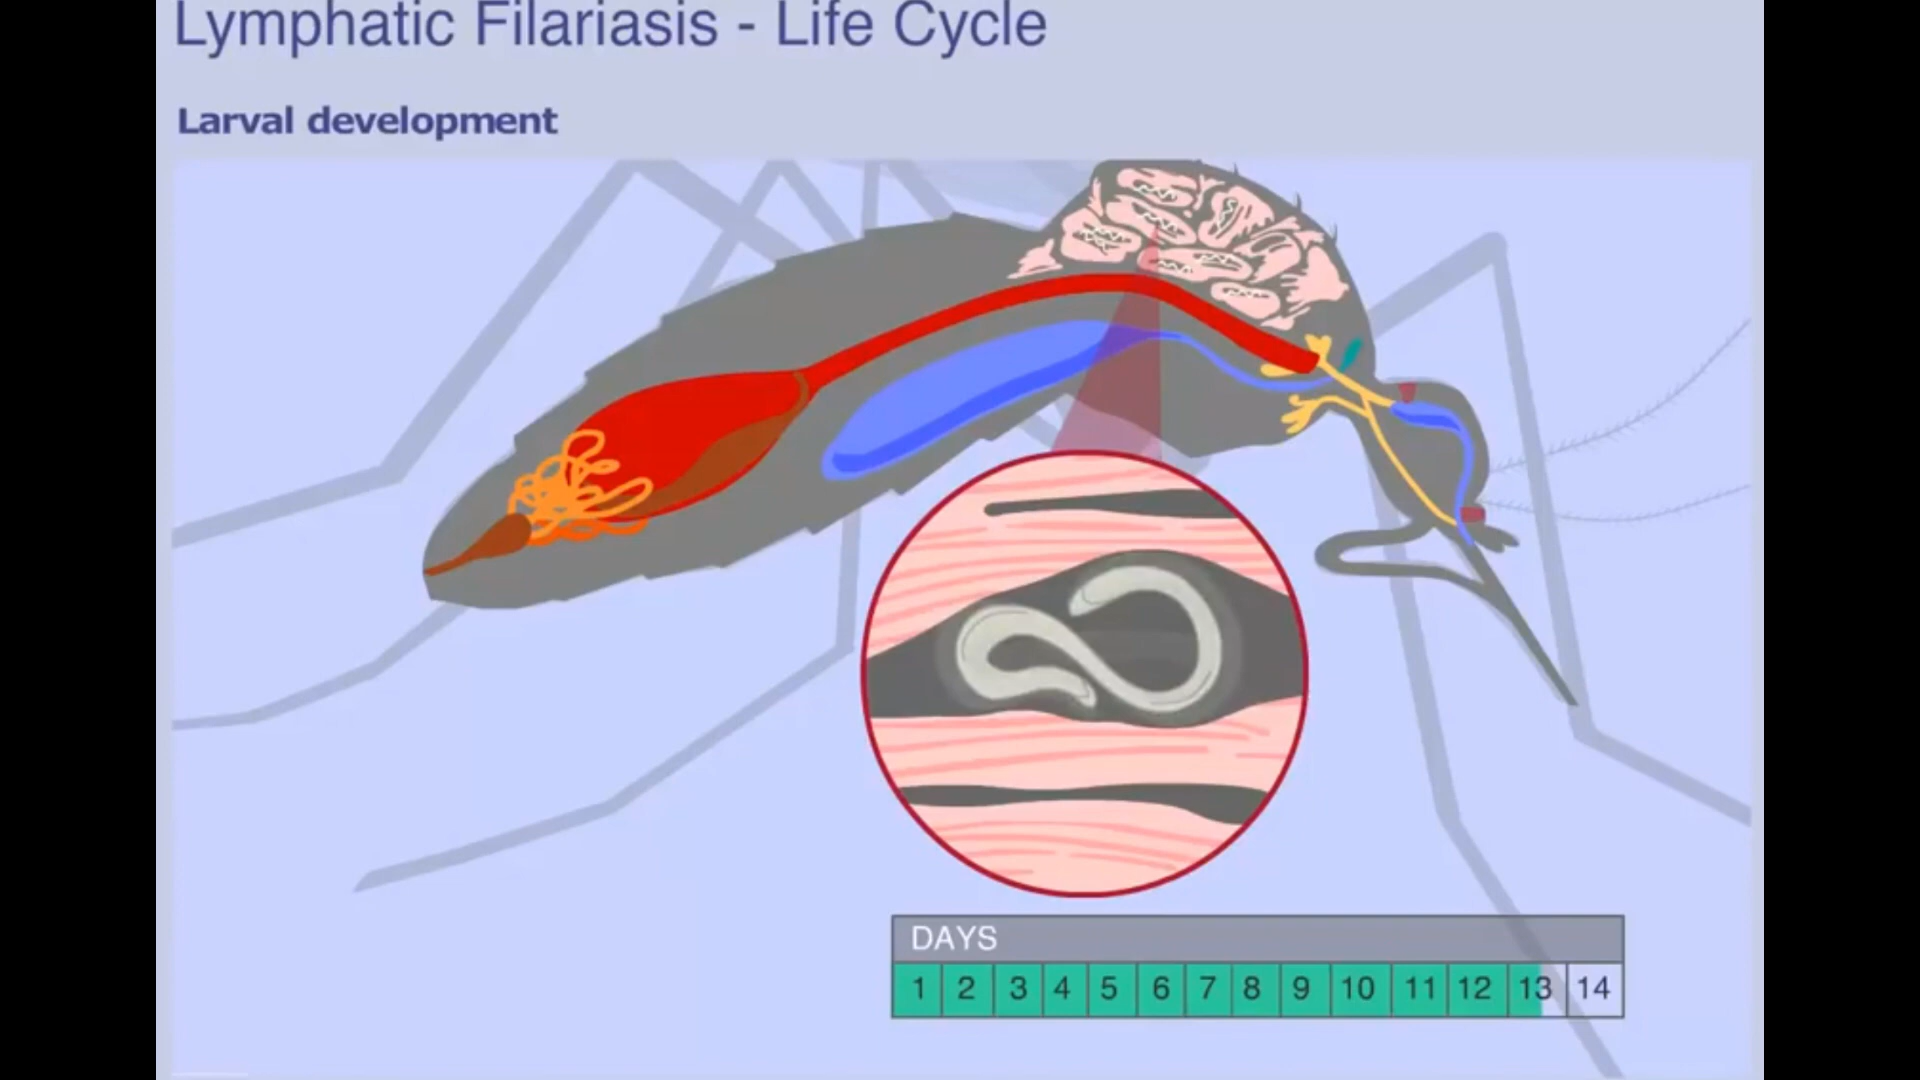 Lymphatic Filariasis - Life Cycle
Larval development
DAYS
1 2 3 4 5 6 7 8 9 10 11 12 13 14